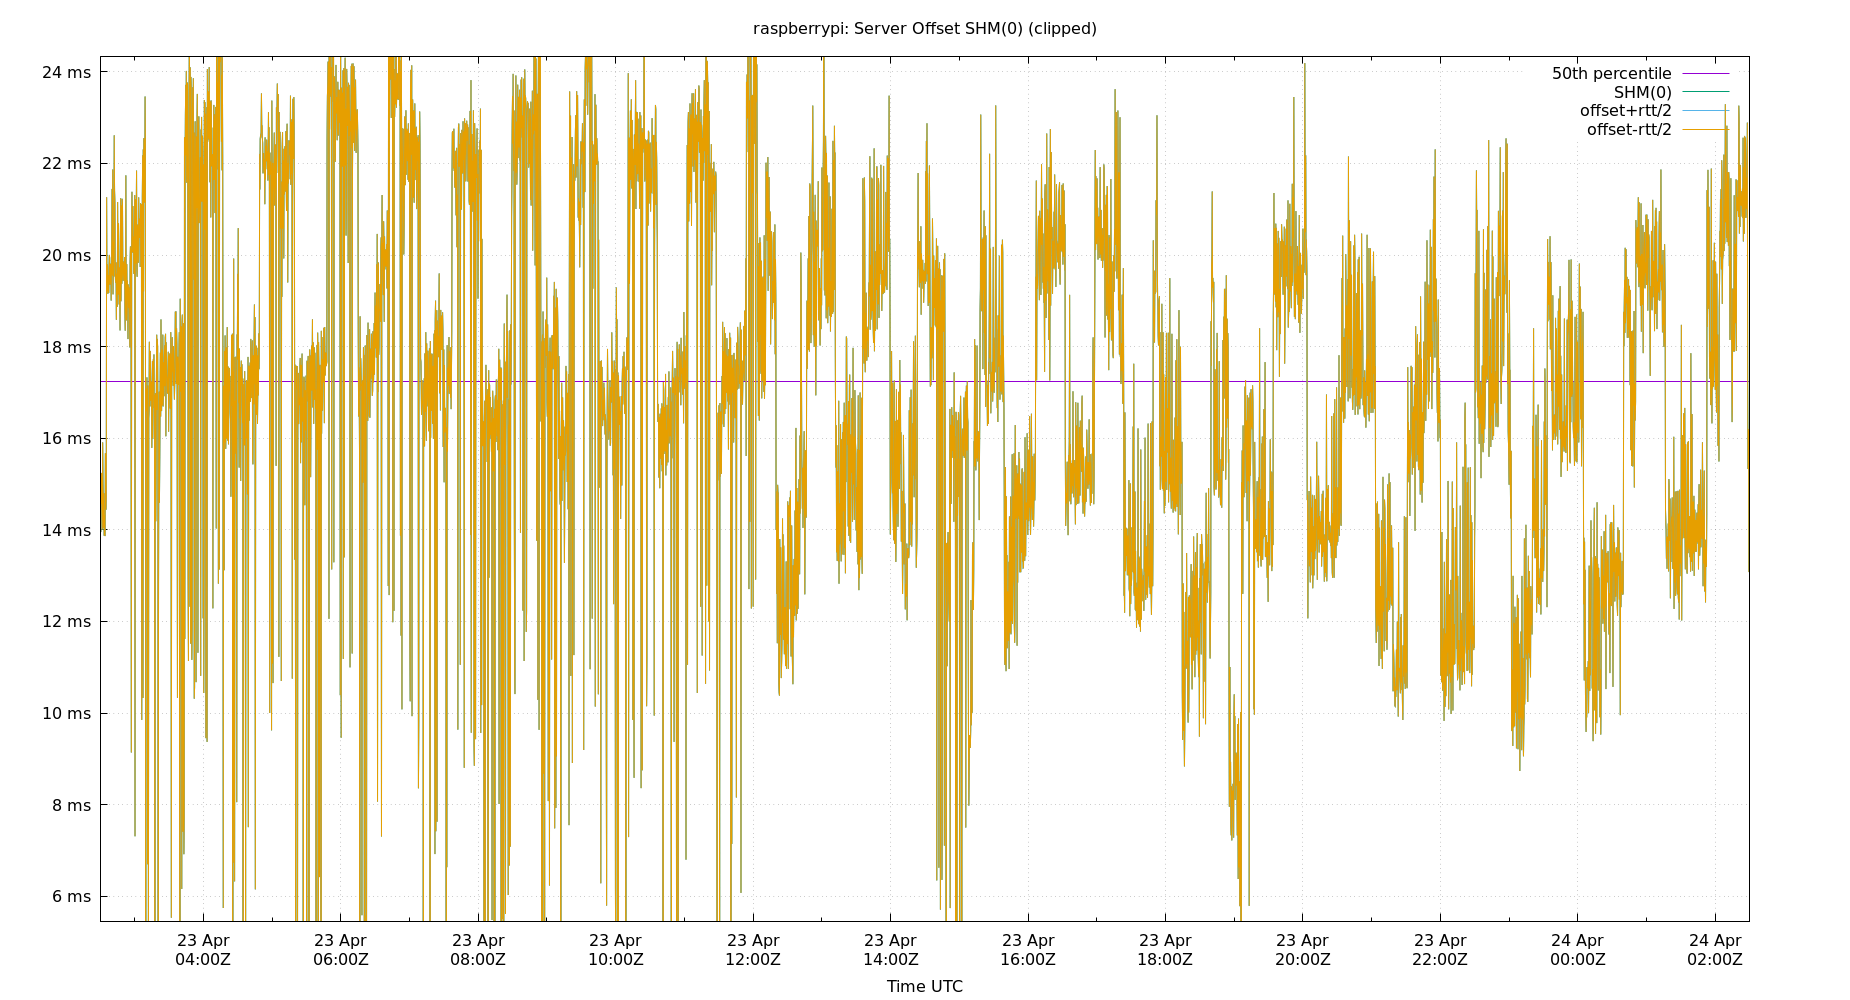 raspberrypi: Server Offset SHM(0) (clipped)
24 ms
22 ms
20 ms
18 ms
16 ms
14 ms
12 ms
10 ms
8 ms
6 ms
50th percentile
SHM(0)
offset+rtt/2
offset-rtt/2
23 Apr 23 Apr 23 Apr 23 Apr 23 Apr 23 Apr 23 Apr 23 Apr 23 Apr 23 Apr 24 Apr 24 Apr
04:00Z 06:00Z 08:00Z 10:00Z 12:00Z 14:00Z 16:00Z 18:00Z 20:00Z 22:00Z 00:00Z 02:00Z
Time UTC